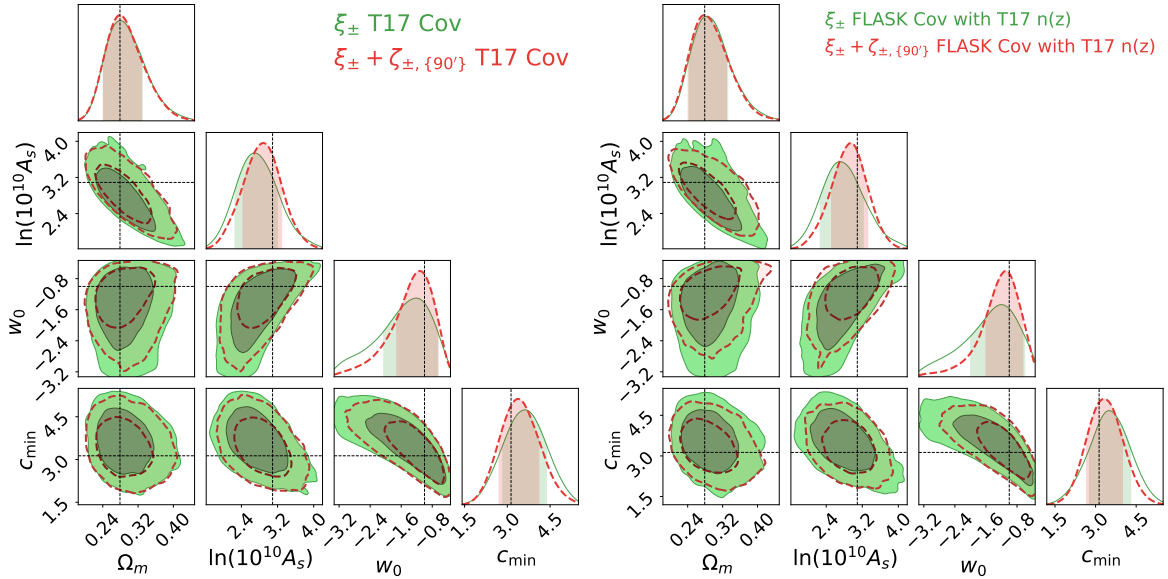 ξ± T17 Cov
ξ± + ζ±, {90′} T17 Cov
ln(10¹⁰Aₛ)
4.0
3.2
2.4
w₀
−0.8
−1.6
−2.4
−3.2
c_min
4.5
3.0
1.5
0.24 0.32 0.40
2.4 3.2 4.0
−3.2 −2.4 −1.6 −0.8
1.5 3.0 4.5
Ωₘ ln(10¹⁰Aₛ) w₀ c_min
ξ± FLASK Cov with T17 n(z)
ξ± + ζ±, {90′} FLASK Cov with T17 n(z)
ln(10¹⁰Aₛ)
4.0
3.2
2.4
w₀
−0.8
−1.6
−2.4
−3.2
c_min
4.5
3.0
1.5
0.24 0.32 0.40
2.4 3.2 4.0
−3.2 −2.4 −1.6 −0.8
1.5 3.0 4.5
Ωₘ ln(10¹⁰Aₛ) w₀ c_min